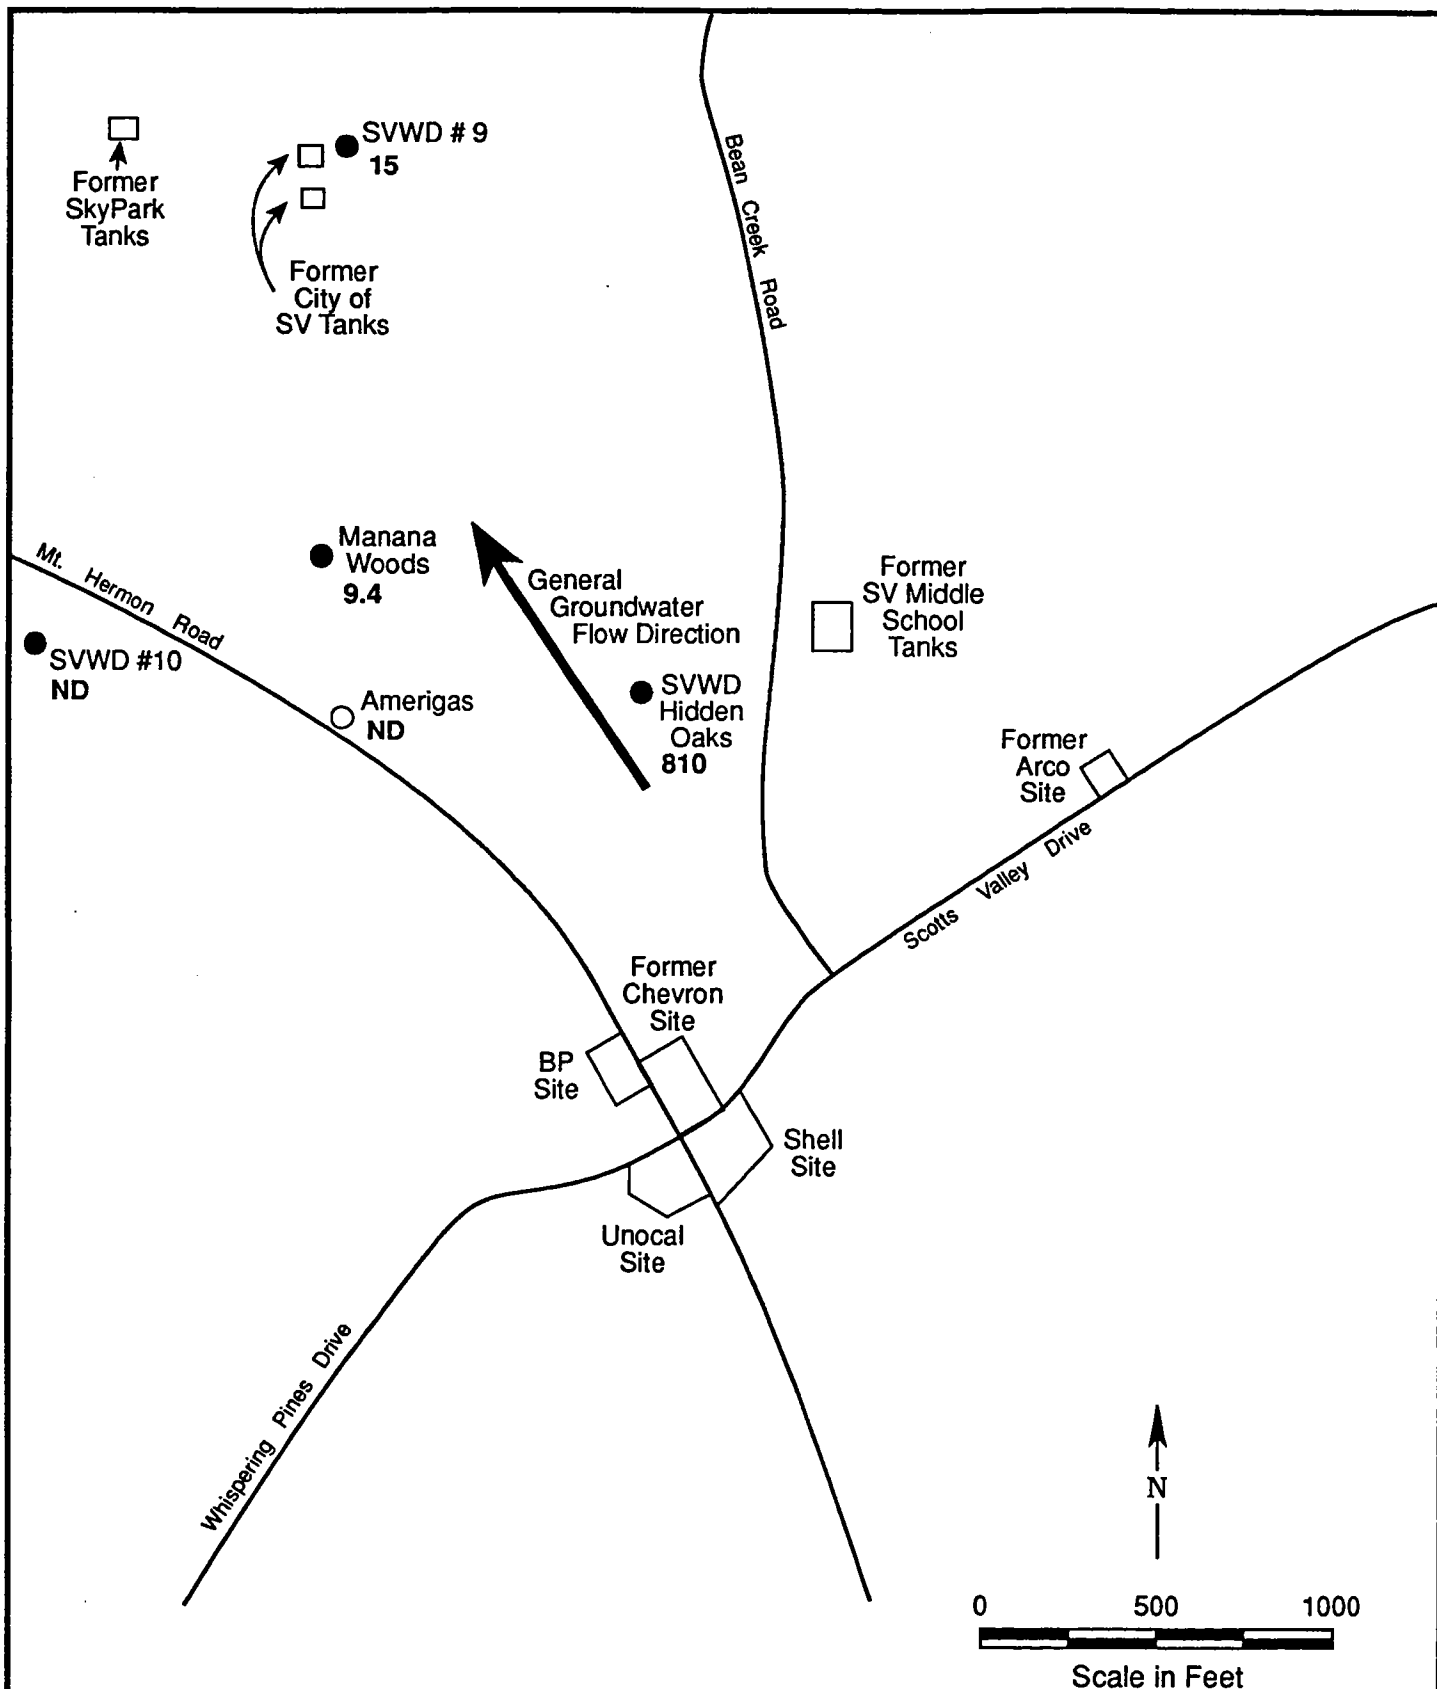 SVWD # 9
15
Former
SkyPark
Tanks
Former
City of
SV Tanks
Bean Creek Road
Manana
Woods
9.4
General
Groundwater
Flow Direction
Former
SV Middle
School
Tanks
Mt. Hermon Road
SVWD #10
ND
Amerigas
ND
SVWD
Hidden
Oaks
810
Former
Arco
Site
Scotts Valley Drive
Former
Chevron
Site
BP
Site
Shell
Site
Unocal
Site
Whispering Pines Drive
N
0 500 1000
Scale in Feet